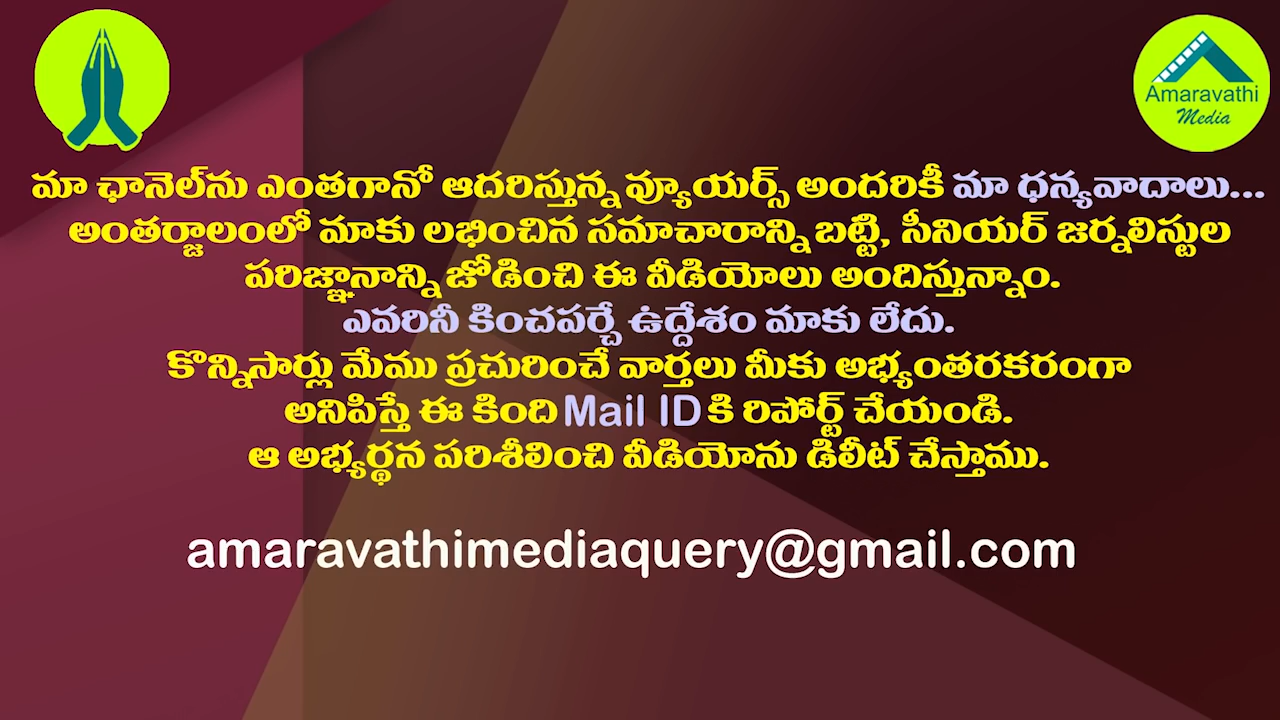 Amaravathi
Media
మా ఛానెల్‌ను ఎంతగానో ఆదరిస్తున్న వ్యూయర్స్ అందరికీ మా ధన్యవాదాలు...
అంతర్జాలంలో మాకు లభించిన సమాచారాన్ని బట్టి, సీనియర్ జర్నలిస్టుల
పరిజ్ఞానాన్ని జోడించి ఈ వీడియోలు అందిస్తున్నాం.
ఎవరినీ కించపర్చే ఉద్దేశం మాకు లేదు.
కొన్నిసార్లు మేము ప్రచురించే వార్తలు మీకు అభ్యంతరకరంగా
అనిపిస్తే ఈ కింది Mail ID కి రిపోర్ట్ చేయండి.
ఆ అభ్యర్థన పరిశీలించి వీడియోను డిలీట్ చేస్తాము.
amaravathimediaquery@gmail.com